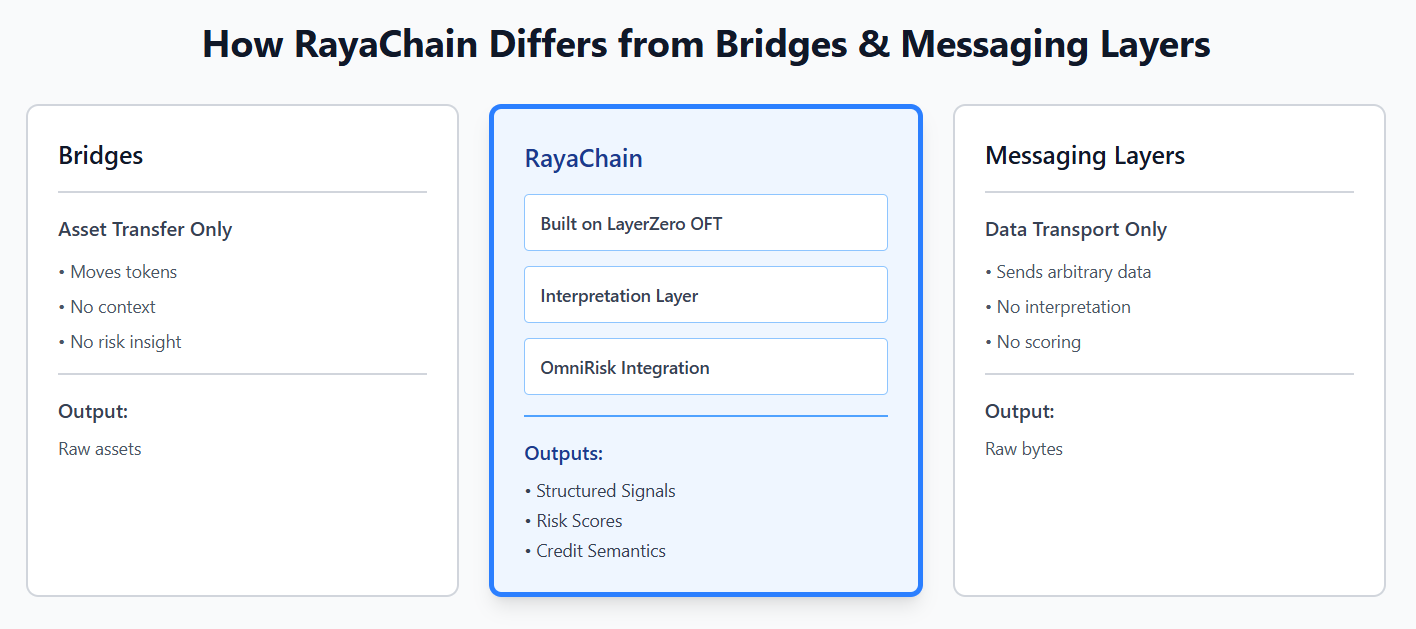 How RayaChain Differs from Bridges & Messaging Layers
Bridges
Asset Transfer Only
• Moves tokens
• No context
• No risk insight
Output:
Raw assets
RayaChain
Built on LayerZero OFT
Interpretation Layer
OmniRisk Integration
Outputs:
• Structured Signals
• Risk Scores
• Credit Semantics
Messaging Layers
Data Transport Only
• Sends arbitrary data
• No interpretation
• No scoring
Output:
Raw bytes